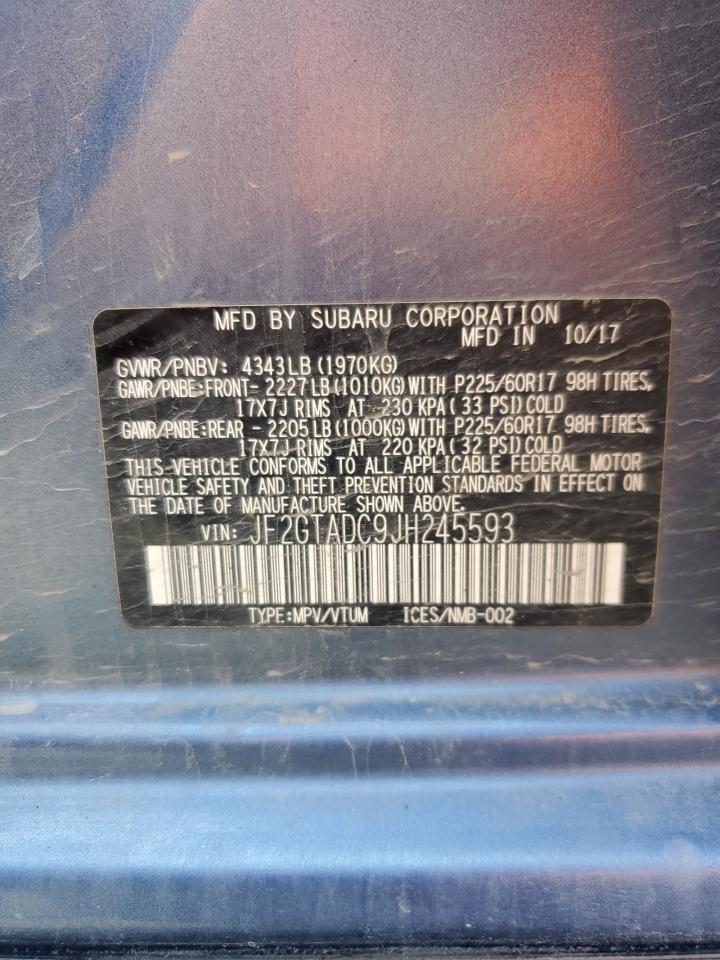 MFD BY SUBARU CORPORATION
MFD IN 10/17
GVWR/PNBV: 4343LB (1970KG)
GAWR/PNBE:FRONT- 2227LB (1010KG) WITH P225/60R17 98H TIRES,
17X7J RIMS AT 230 KPA (33 PSI) COLD
GAWR/PNBE:REAR - 2205LB (1000KG) WITH P225/60R17 98H TIRES,
17X7J RIMS AT 220 KPA (32 PSI) COLD
THIS VEHICLE CONFORMS TO ALL APPLICABLE FEDERAL MOTOR
VEHICLE SAFETY AND THEFT PREVENTION STANDARDS IN EFFECT ON
THE DATE OF MANUFACTURE SHOWN ABOVE.
VIN: JF2GTADC9JH245593
TYPE:MPV/VTUM ICES/NMB-002